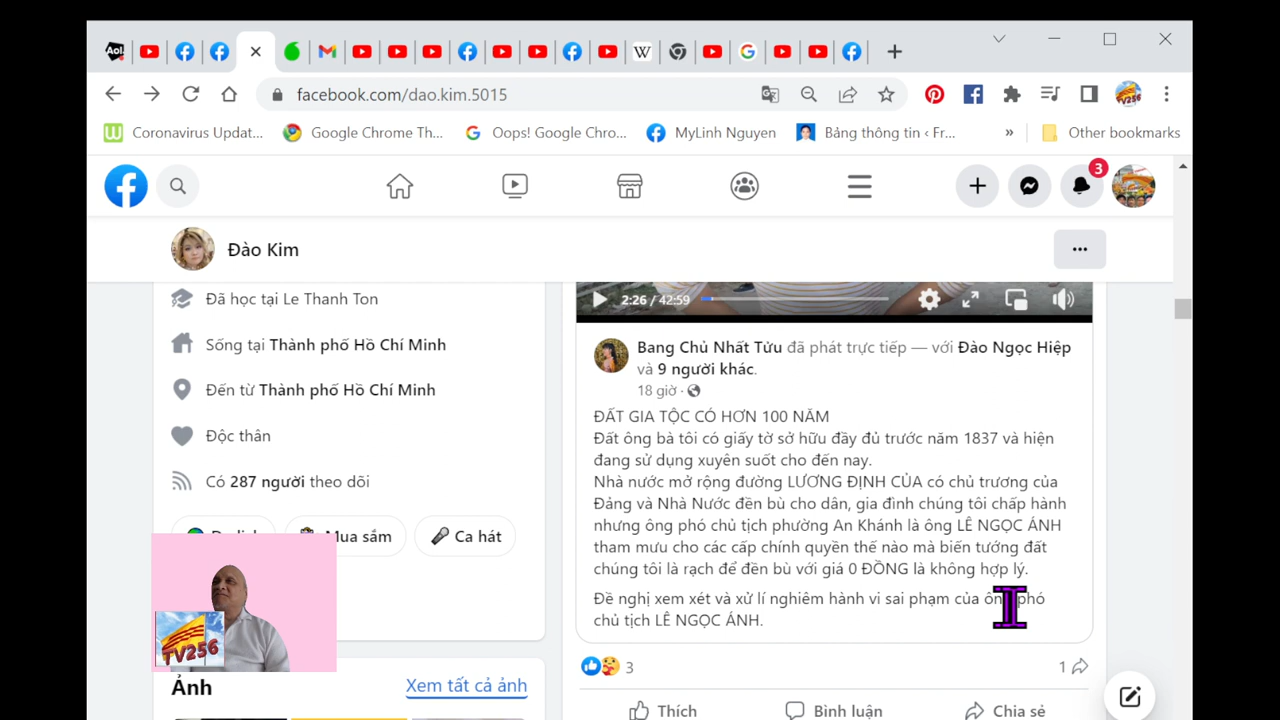 Aol.
W
G
facebook.com/dao.kim.5015
Coronavirus Updat...
Google Chrome Th...
G Oops! Google Chro...
MyLinh Nguyen
Bảng thông tin ‹ Fr...
»
Other bookmarks
3
Đào Kim
Đã học tại Le Thanh Ton
Sống tại Thành phố Hồ Chí Minh
Đến từ Thành phố Hồ Chí Minh
Độc thân
Có 287 người theo dõi
Mua sắm
Ca hát
TV256
Ảnh
Xem tất cả ảnh
2:26 / 42:59
Bang Chủ Nhất Tửu đã phát trực tiếp — với Đào Ngọc Hiệp
và 9 người khác.
18 giờ ·
ĐẤT GIA TỘC CÓ HƠN 100 NĂM
Đất ông bà tôi có giấy tờ sở hữu đầy đủ trước năm 1837 và hiện
đang sử dụng xuyên suốt cho đến nay.
Nhà nước mở rộng đường LƯƠNG ĐỊNH CỦA có chủ trương của
Đảng và Nhà Nước đền bù cho dân, gia đình chúng tôi chấp hành
nhưng ông phó chủ tịch phường An Khánh là ông LÊ NGỌC ÁNH
tham mưu cho các cấp chính quyền thế nào mà biến tướng đất
chúng tôi là rạch để đền bù với giá 0 ĐỒNG là không hợp lý.
Đề nghị xem xét và xử lí nghiêm hành vi sai phạm của ông phó
chủ tịch LÊ NGỌC ÁNH.
3
1
Thích
Bình luận
Chia sẻ